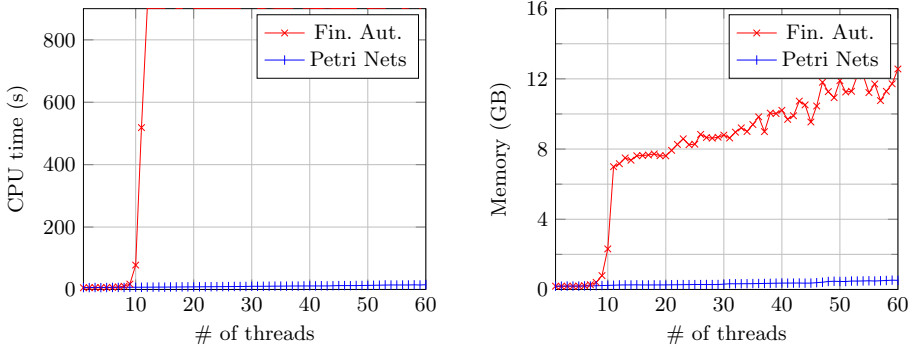 Fin. Aut.
Petri Nets
800
600
400
200
0
10
20
30
40
50
60
CPU time (s)
# of threads
Fin. Aut.
Petri Nets
16
12
8
4
0
10
20
30
40
50
60
Memory (GB)
# of threads